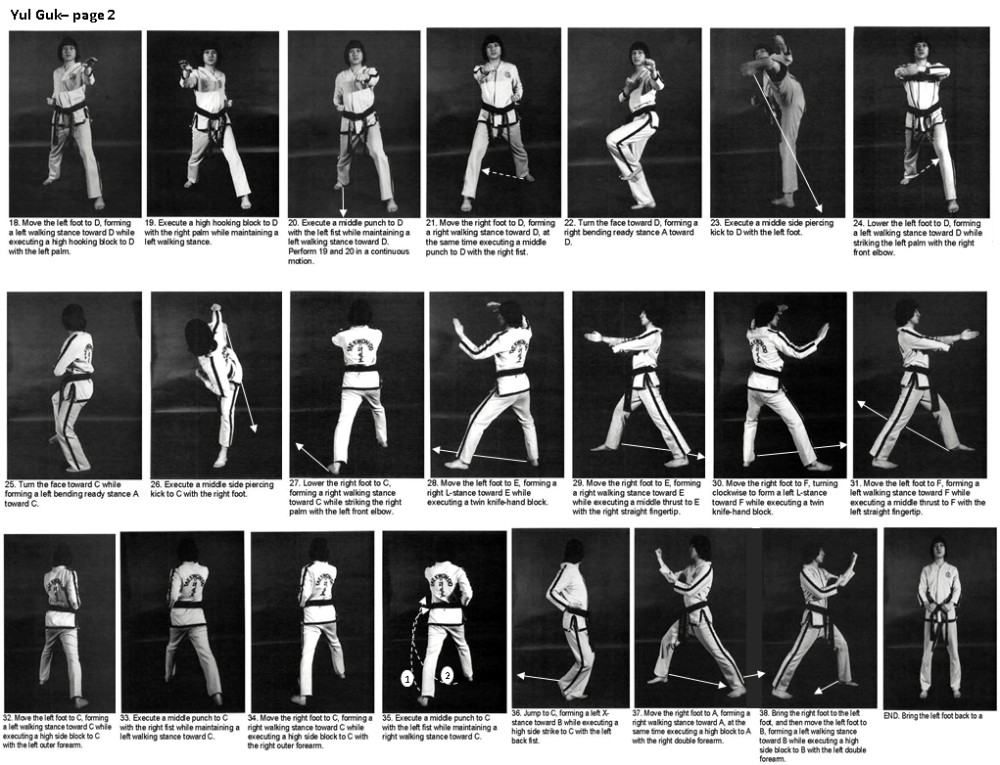 Yul Guk– page 2
18. Move the left foot to D, forming
a left walking stance toward D while
executing a high hooking block to D
with the left palm.
19. Execute a high hooking block to D
with the right palm while maintaining a
left walking stance.
20. Execute a middle punch to D
with the left fist while maintaining a
left walking stance toward D.
Perform 19 and 20 in a continuous
motion.
21. Move the right foot to D, forming
a right walking stance toward D, at
the same time executing a middle
punch to D with the right fist.
22. Turn the face toward D, forming a
right bending ready stance A toward
D.
23. Execute a middle side piercing
kick to D with the left foot.
24. Lower the left foot to D, forming
a left walking stance toward D while
striking the left palm with the right
front elbow.
25. Turn the face toward C while
forming a left bending ready stance A
toward C.
26. Execute a middle side piercing
kick to C with the right foot.
27. Lower the right foot to C,
forming a right walking stance
toward C while striking the right
palm with the left front elbow.
28. Move the left foot to E, forming a
right L-stance toward E while
executing a twin knife-hand block.
29. Move the right foot to E, forming
a right walking stance toward E
while executing a middle thrust to E
with the right straight fingertip.
30. Move the right foot to F, turning
clockwise to form a left L-stance
toward F while executing a twin
knife-hand block.
31. Move the left foot to F, forming a
left walking stance toward F while
executing a middle thrust to F with the
left straight fingertip.
TAEKWONDO
TAEKWONDO
TAEKWONDO
32. Move the left foot to C, forming
a left walking stance toward C while
executing a high side block to C
with the left outer forearm.
33. Execute a middle punch to C
with the right fist while maintaining a
left walking stance toward C.
34. Move the right foot to C, forming a
right walking stance toward C while
executing a high side block to C with
the right outer forearm.
35. Execute a middle punch to C
with the left fist while maintaining a
right walking stance toward C.
1
2
36. Jump to C, forming a left X-
stance toward B while executing a
high side strike to C with the left
back fist.
37. Move the right foot to A, forming a
right walking stance toward A, at the
same time executing a high block to A
with the right double forearm.
38. Bring the right foot to the left
foot, and then move the left foot to
B, forming a left walking stance
toward B while executing a high
side block to B with the left double
forearm.
END. Bring the left foot back to a